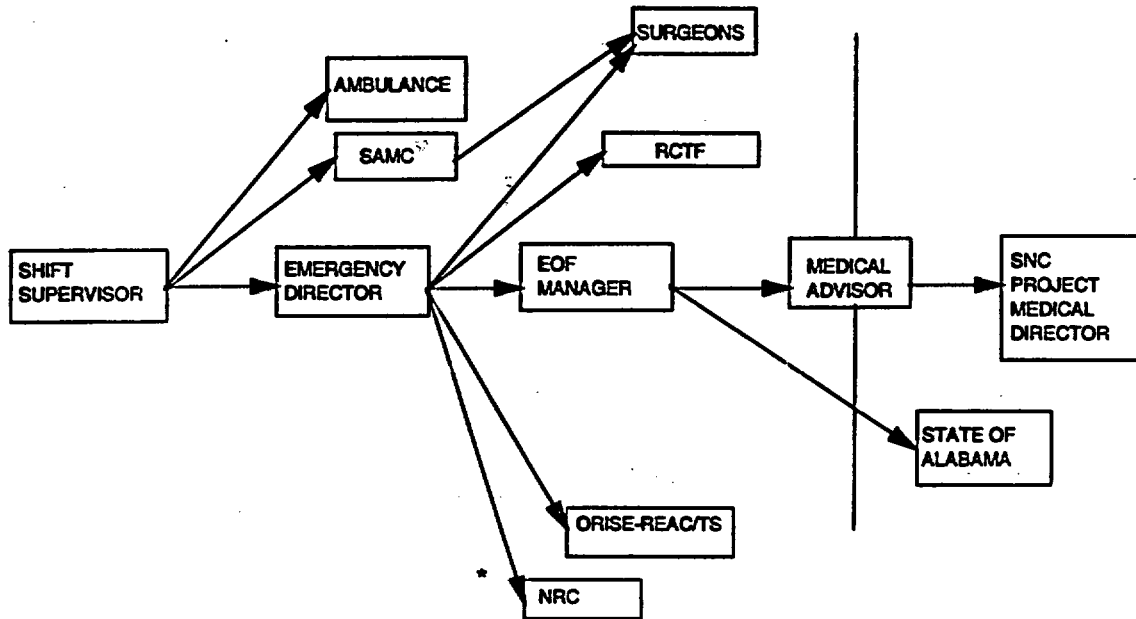 SURGEONS
AMBULANCE
SAMC
RCTF
SHIFT
SUPERVISOR
EMERGENCY
DIRECTOR
EOF
MANAGER
MEDICAL
ADVISOR
SNC
PROJECT
MEDICAL
DIRECTOR
STATE OF
ALABAMA
ORISE-REAC/TS
*
NRC